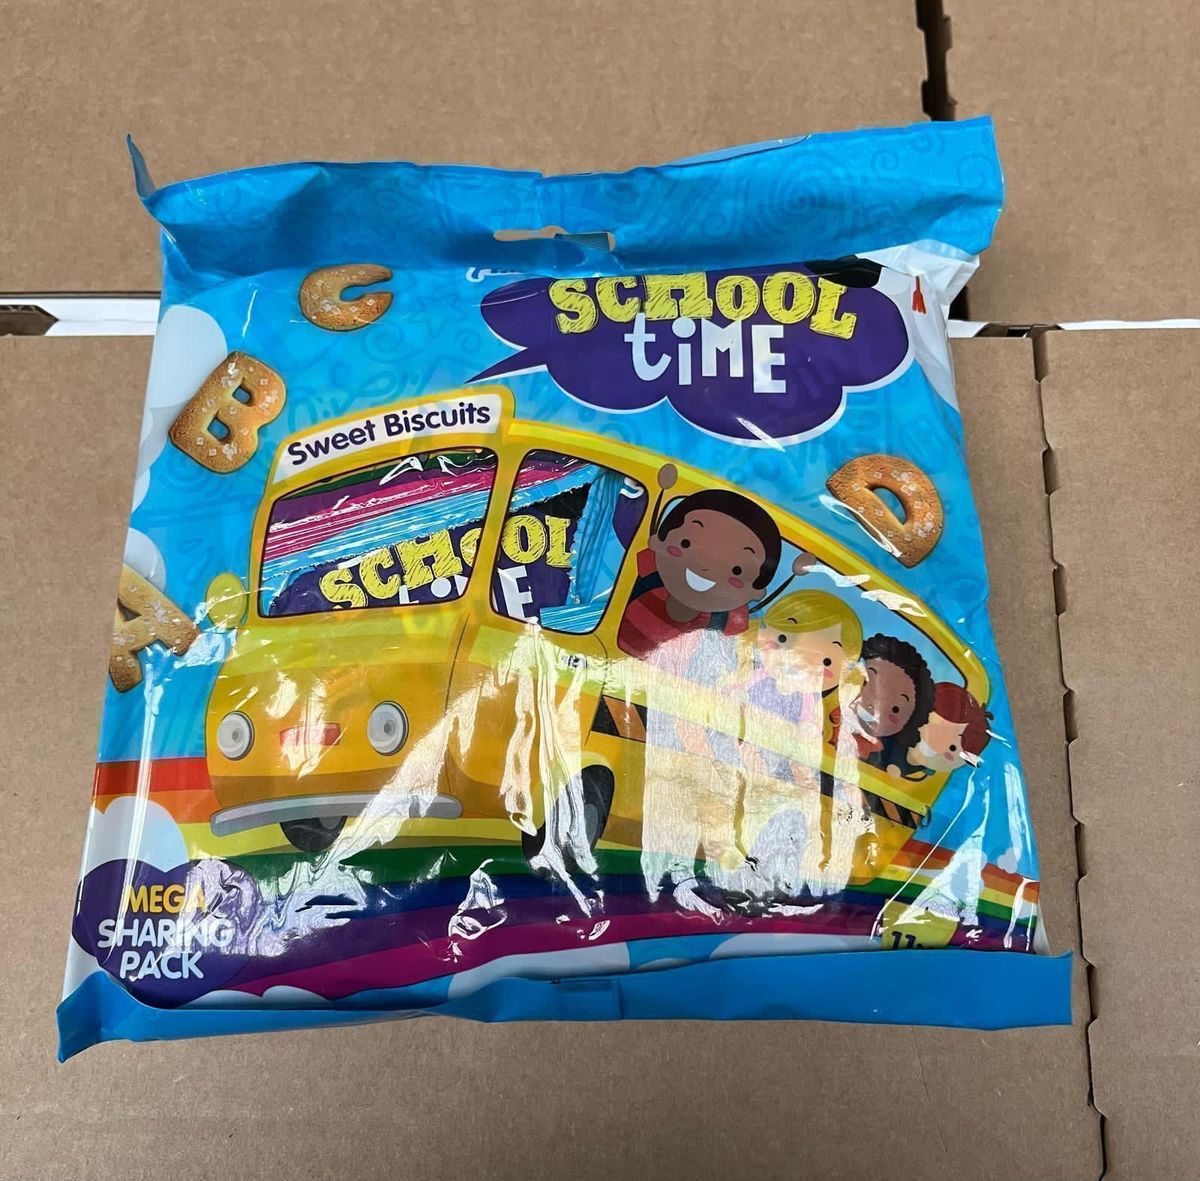 SCHOOL
time
Sweet Biscuits
SCHOOL
MEGA
SHARING
PACK